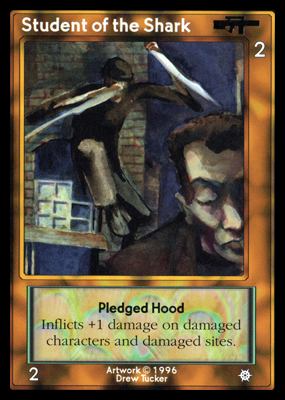 Student of the Shark
2
Pledged Hood
Inflicts +1 damage on damaged
characters and damaged sites.
Artwork © 1996
Drew Tucker
2